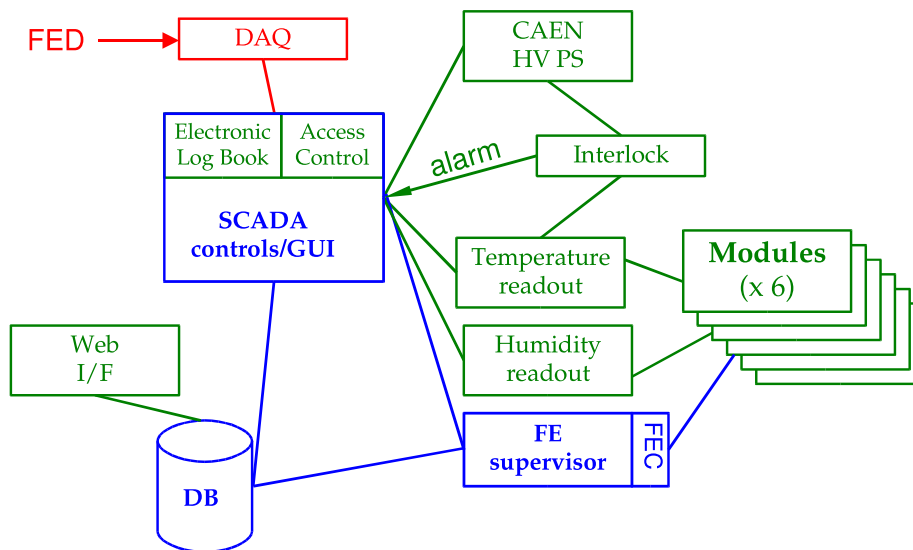 FED
DAQ
CAEN
HV PS
Electronic
Log Book
Access
Control
alarm
Interlock
SCADA
controls/GUI
Temperature
readout
Modules
(x 6)
Web
I/F
Humidity
readout
FE
supervisor
FEC
DB